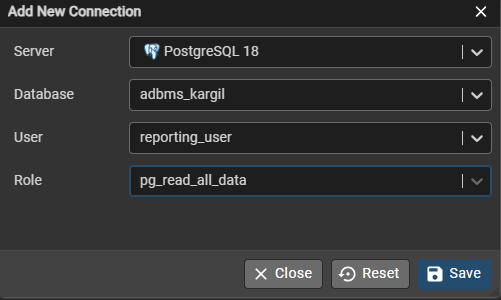 Add New Connection
Server PostgreSQL 18
Database adbms_kargil
User reporting_user
Role pg_read_all_data
Close Reset Save